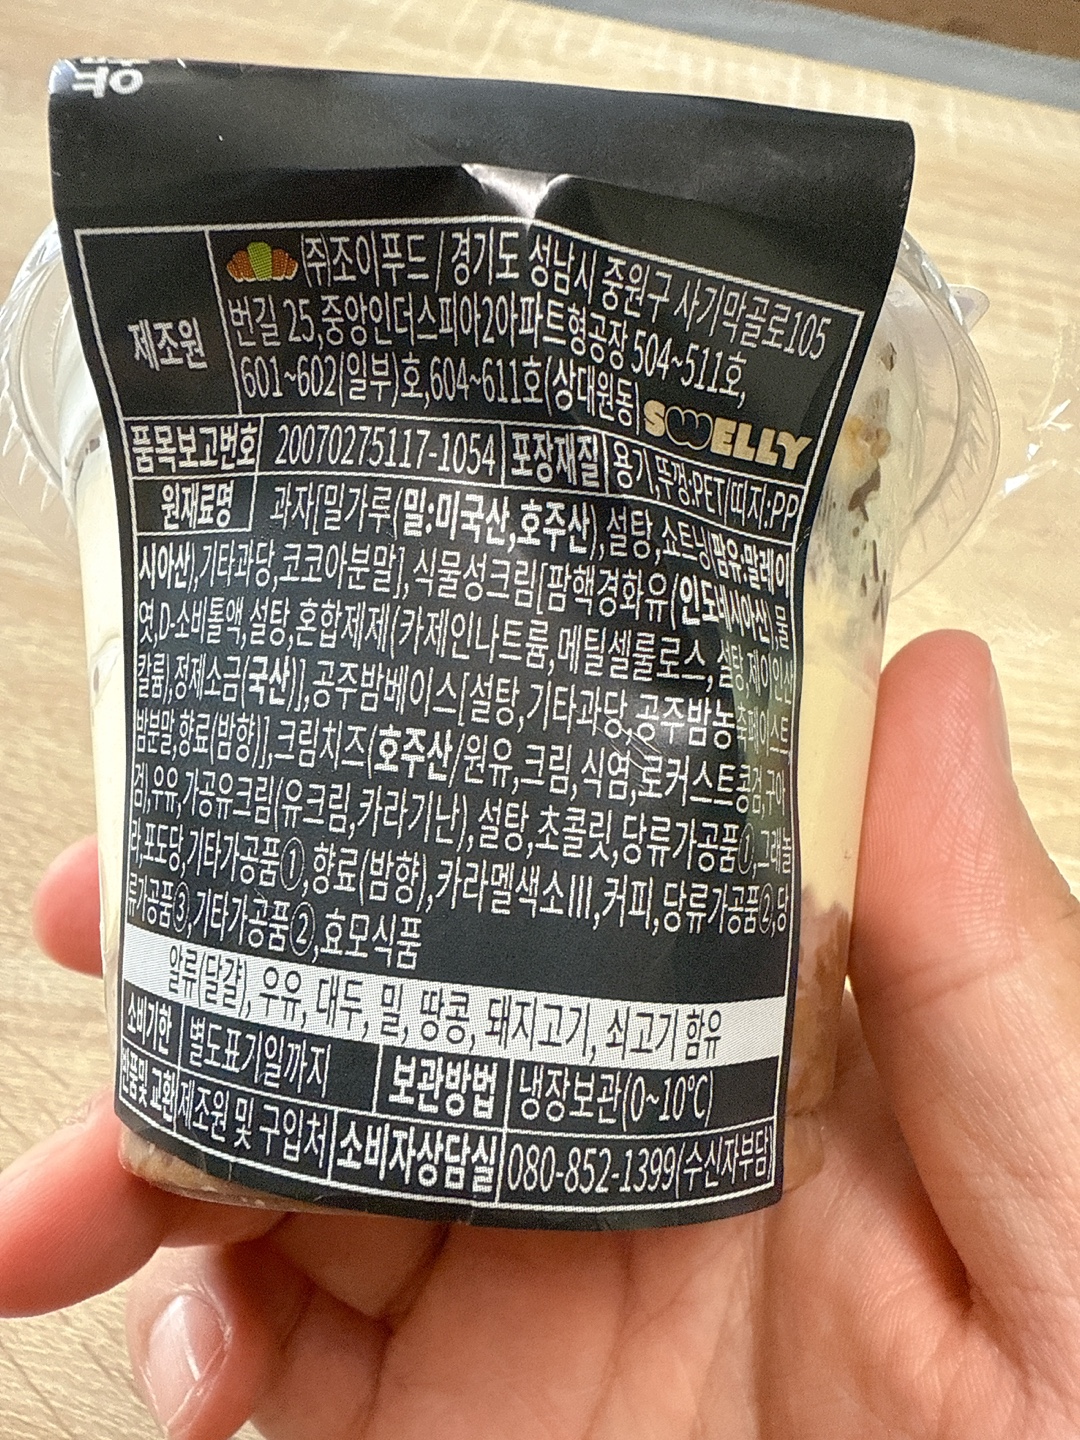 제조원
㈜조이푸드 / 경기도 성남시 중원구 사기막골로105
번길 25,중앙인더스피아2아파트형공장 504~511호,
601~602(일부)호,604~611호(상대원동)
SWELLY
품목보고번호 20070275117-1054 포장재질 용기,뚜껑:PET/띠지:PP
원재료명 과자[밀가루(밀:미국산,호주산),설탕,쇼트닝(팜유:말레이
시아산),기타과당,코코아분말],식물성크림[팜핵경화유(인도네시아산),물
엿,D-소비톨액,설탕,혼합제제(카제인나트륨,메틸셀룰로스,설탕,제이인산
칼륨),정제소금(국산)],공주밤베이스[설탕,기타과당,공주밤농축페이스트,
밤분말,향료(밤향)],크림치즈(호주산/원유,크림,식염,로커스트콩검,구아
검),우유,가공유크림(유크림,카라기난),설탕,초콜릿,당류가공품①,그래놀
라,포도당,기타가공품①,향료(밤향),카라멜색소III,커피,당류가공품②,당
류가공품③,기타가공품②,효모식품
알류(달걀), 우유, 대두, 밀, 땅콩, 돼지고기, 쇠고기 함유
소비기한 별도표기일까지 보관방법 냉장보관(0~10℃)
반품및교환 제조원 및 구입처 소비자상담실 080-852-1399(수신자부담)